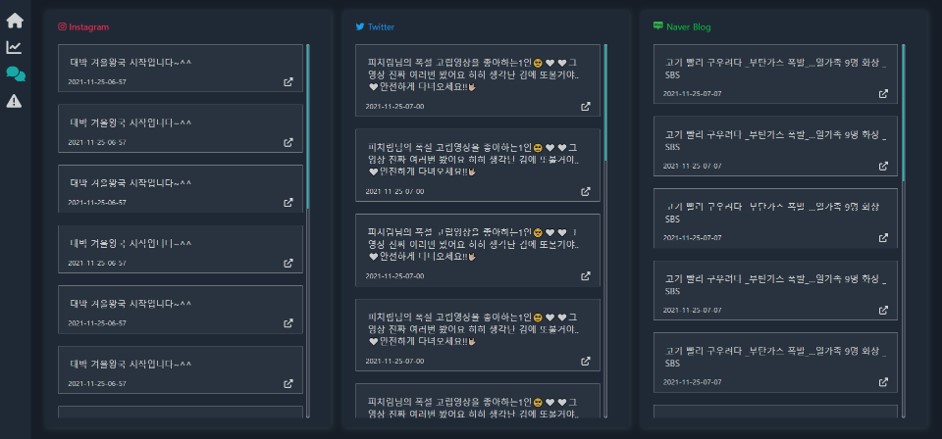 Instagram
대박 겨울왕국 시작입니다~^^
2021-11-25-06-57
대박 겨울왕국 시작입니다~^^
2021-11-25-06-57
대박 겨울왕국 시작입니다~^^
2021-11-25-06-57
대박 겨울왕국 시작입니다~^^
2021-11-25-06-57
대박 겨울왕국 시작입니다~^^
2021-11-25-06-57
대박 겨울왕국 시작입니다~^^
2021-11-25-06-57
Twitter
피치림님의 폭설 고립영상을 좋아하는1인🥺🤍🤍그
영상 진짜 여러번 봤어요 히히 생각난 김에 또볼거야..
🤍안전하게 다녀오세요!!🤟🏻
2021-11-25-07-00
피치림님의 폭설 고립영상을 좋아하는1인🥺🤍🤍그
영상 진짜 여러번 봤어요 히히 생각난 김에 또볼거야..
🤍안전하게 다녀오세요!!🤟🏻
2021-11-25-07-00
피치림님의 폭설 고립영상을 좋아하는1인🥺🤍🤍그
영상 진짜 여러번 봤어요 히히 생각난 김에 또볼거야..
🤍안전하게 다녀오세요!!🤟🏻
2021-11-25-07-00
피치림님의 폭설 고립영상을 좋아하는1인🥺🤍🤍그
영상 진짜 여러번 봤어요 히히 생각난 김에 또볼거야..
🤍안전하게 다녀오세요!!🤟🏻
2021-11-25-07-00
피치림님의 폭설 고립영상을 좋아하는1인🥺🤍🤍그
영상 진짜 여러번 봤어요 히히 생각난 김에 또볼거야..
Naver Blog
고기 빨리 구우려다 _부탄가스 폭발_...일가족 9명 화상 _
SBS
2021-11-25-07-07
고기 빨리 구우려다 _부탄가스 폭발_...일가족 9명 화상 _
SBS
2021-11-25-07-07
고기 빨리 구우려다 _부탄가스 폭발_...일가족 9명 화상 _
SBS
2021-11-25-07-07
고기 빨리 구우려다 _부탄가스 폭발_...일가족 9명 화상 _
SBS
2021-11-25-07-07
고기 빨리 구우려다 _부탄가스 폭발_...일가족 9명 화상 _
SBS
2021-11-25-07-07